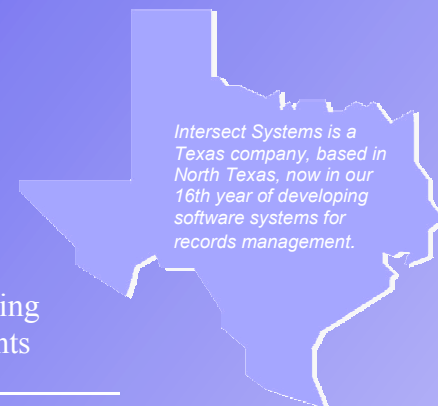 Intersect Systems is a
Texas company, based in
North Texas, now in our
16th year of developing
software systems for
records management.